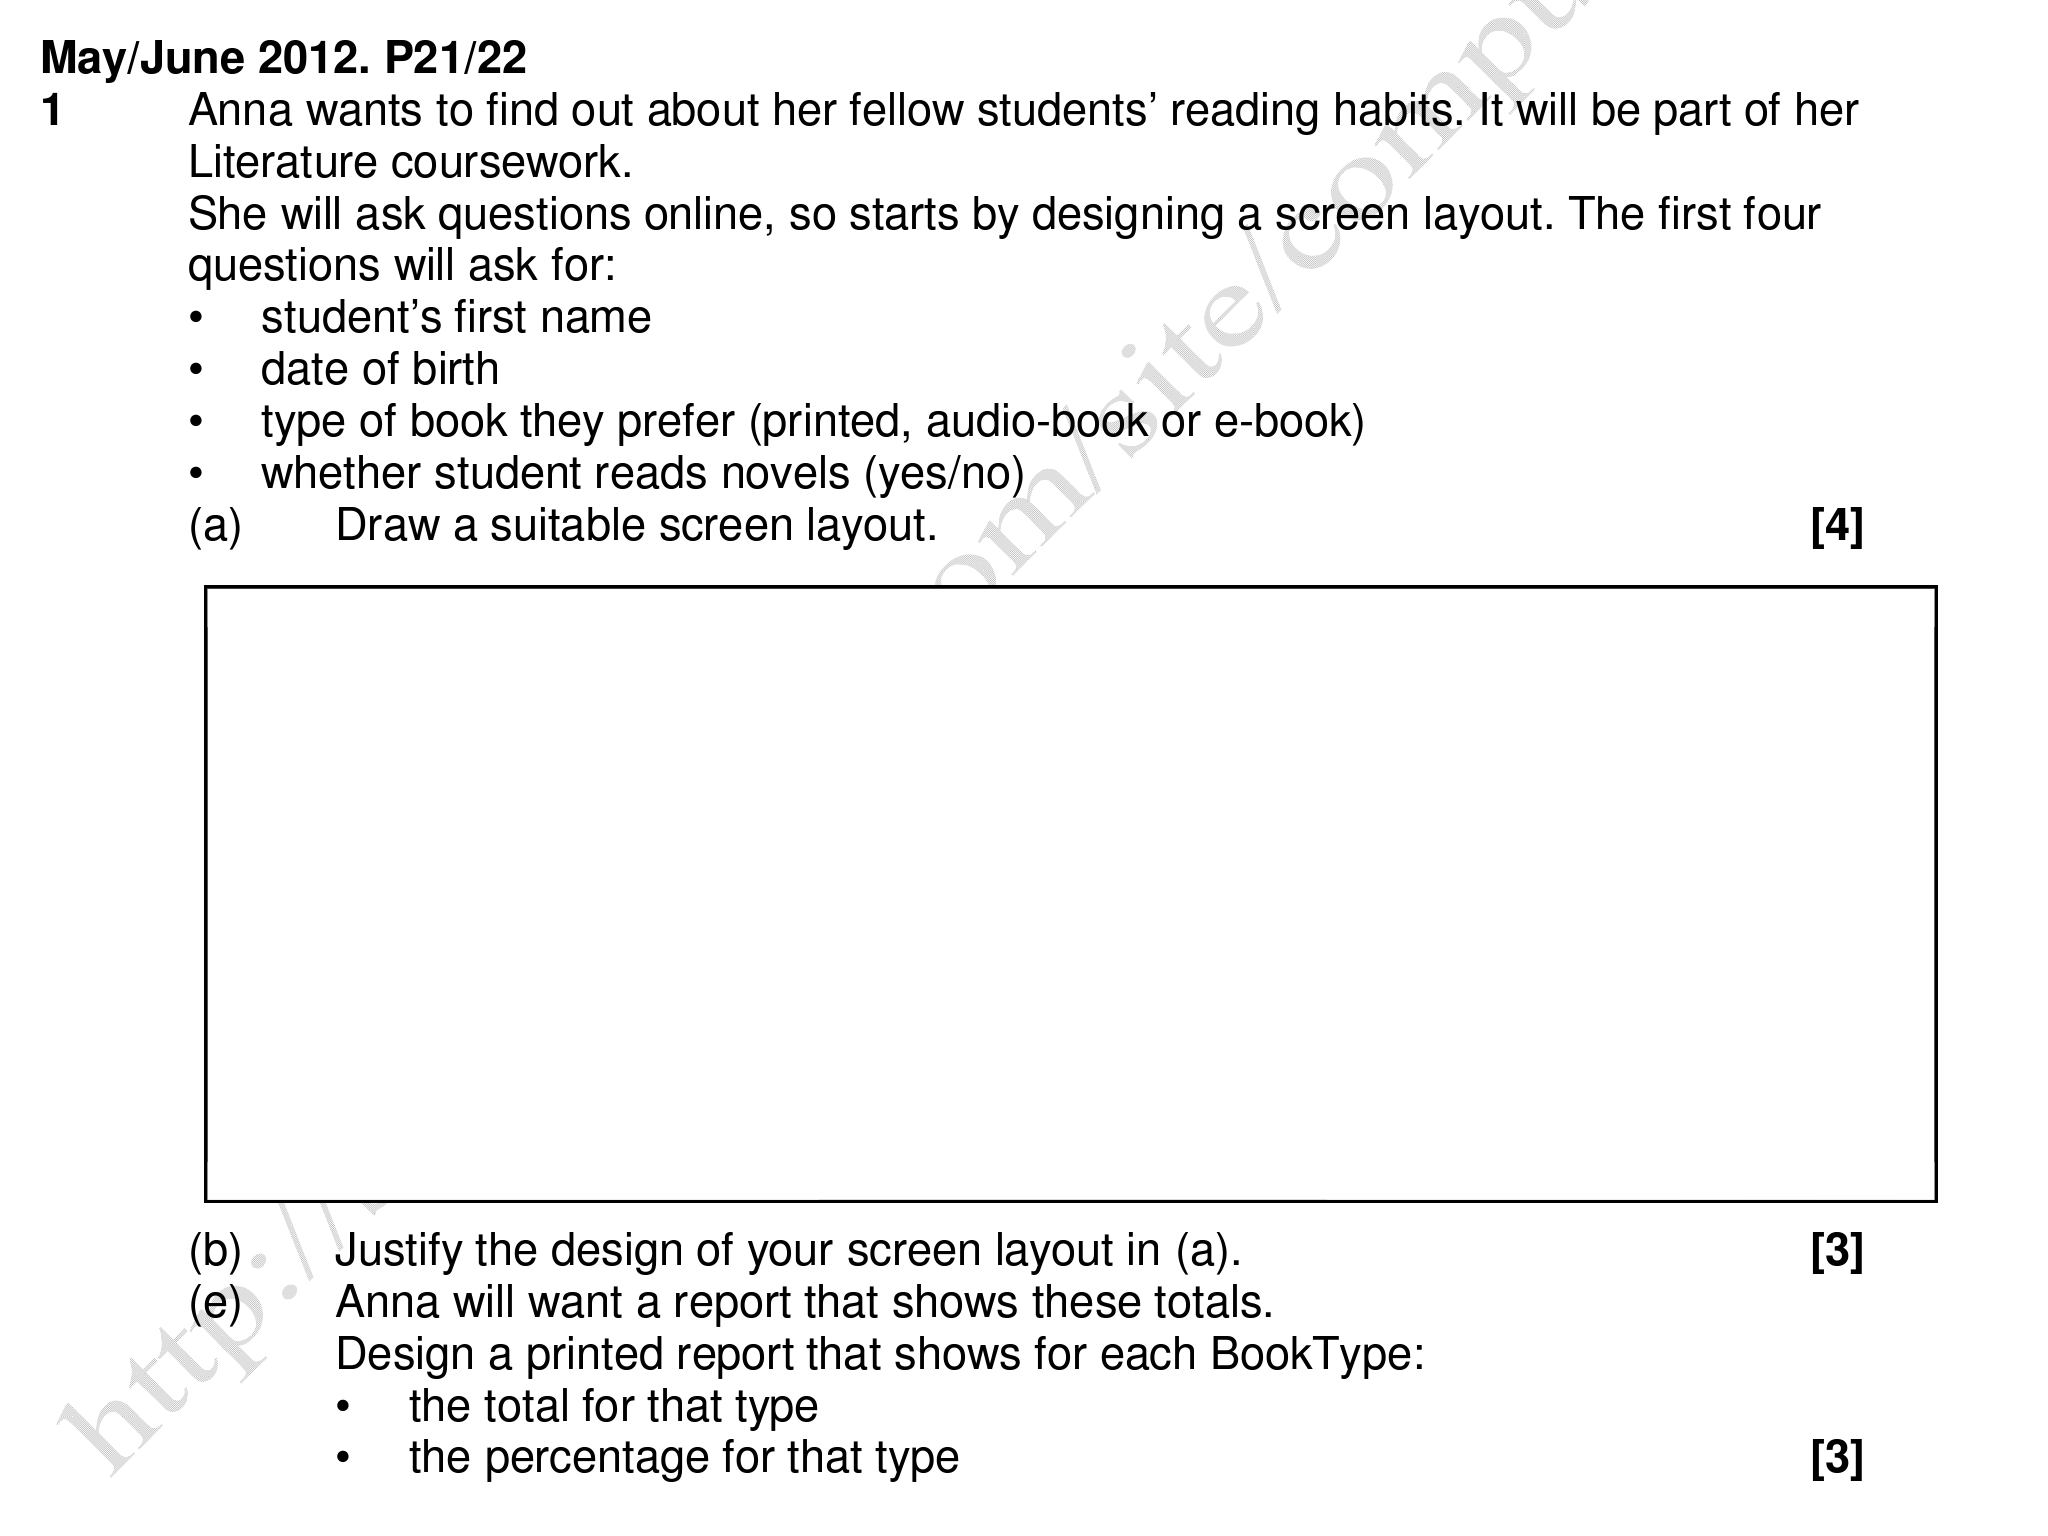 May/June 2012. P21/22
1 Anna wants to find out about her fellow students’ reading habits. It will be part of her
Literature coursework.
She will ask questions online, so starts by designing a screen layout. The first four
questions will ask for:
• student’s first name
• date of birth
• type of book they prefer (printed, audio-book or e-book)
• whether student reads novels (yes/no)
(a) Draw a suitable screen layout. [4]
(b) Justify the design of your screen layout in (a). [3]
(e) Anna will want a report that shows these totals.
Design a printed report that shows for each BookType:
• the total for that type
• the percentage for that type [3]
http://
om/site/compu